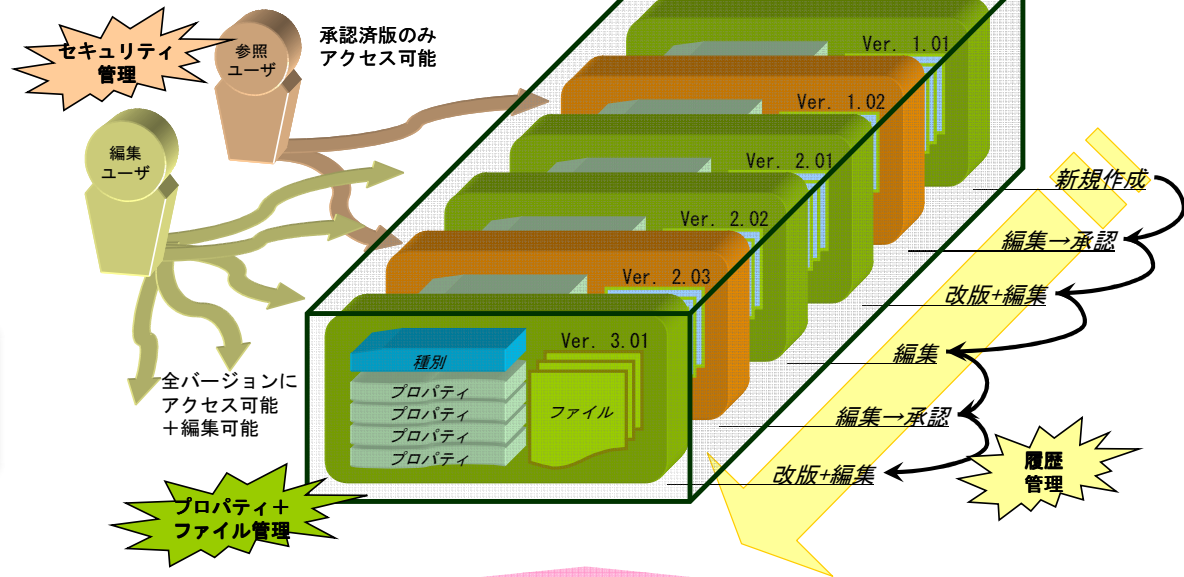 セキュリティ
管理
参照
ユーザ
承認済版のみ
アクセス可能
編集
ユーザ
全バージョンに
アクセス可能
＋編集可能
Ver. 1.01
Ver. 1.02
Ver. 2.01
Ver. 2.02
Ver. 2.03
Ver. 3.01
種別
プロパティ
プロパティ
プロパティ
プロパティ
ファイル
新規作成
編集→承認
改版+編集
編集
編集→承認
改版+編集
履歴
管理
プロパティ＋
ファイル管理